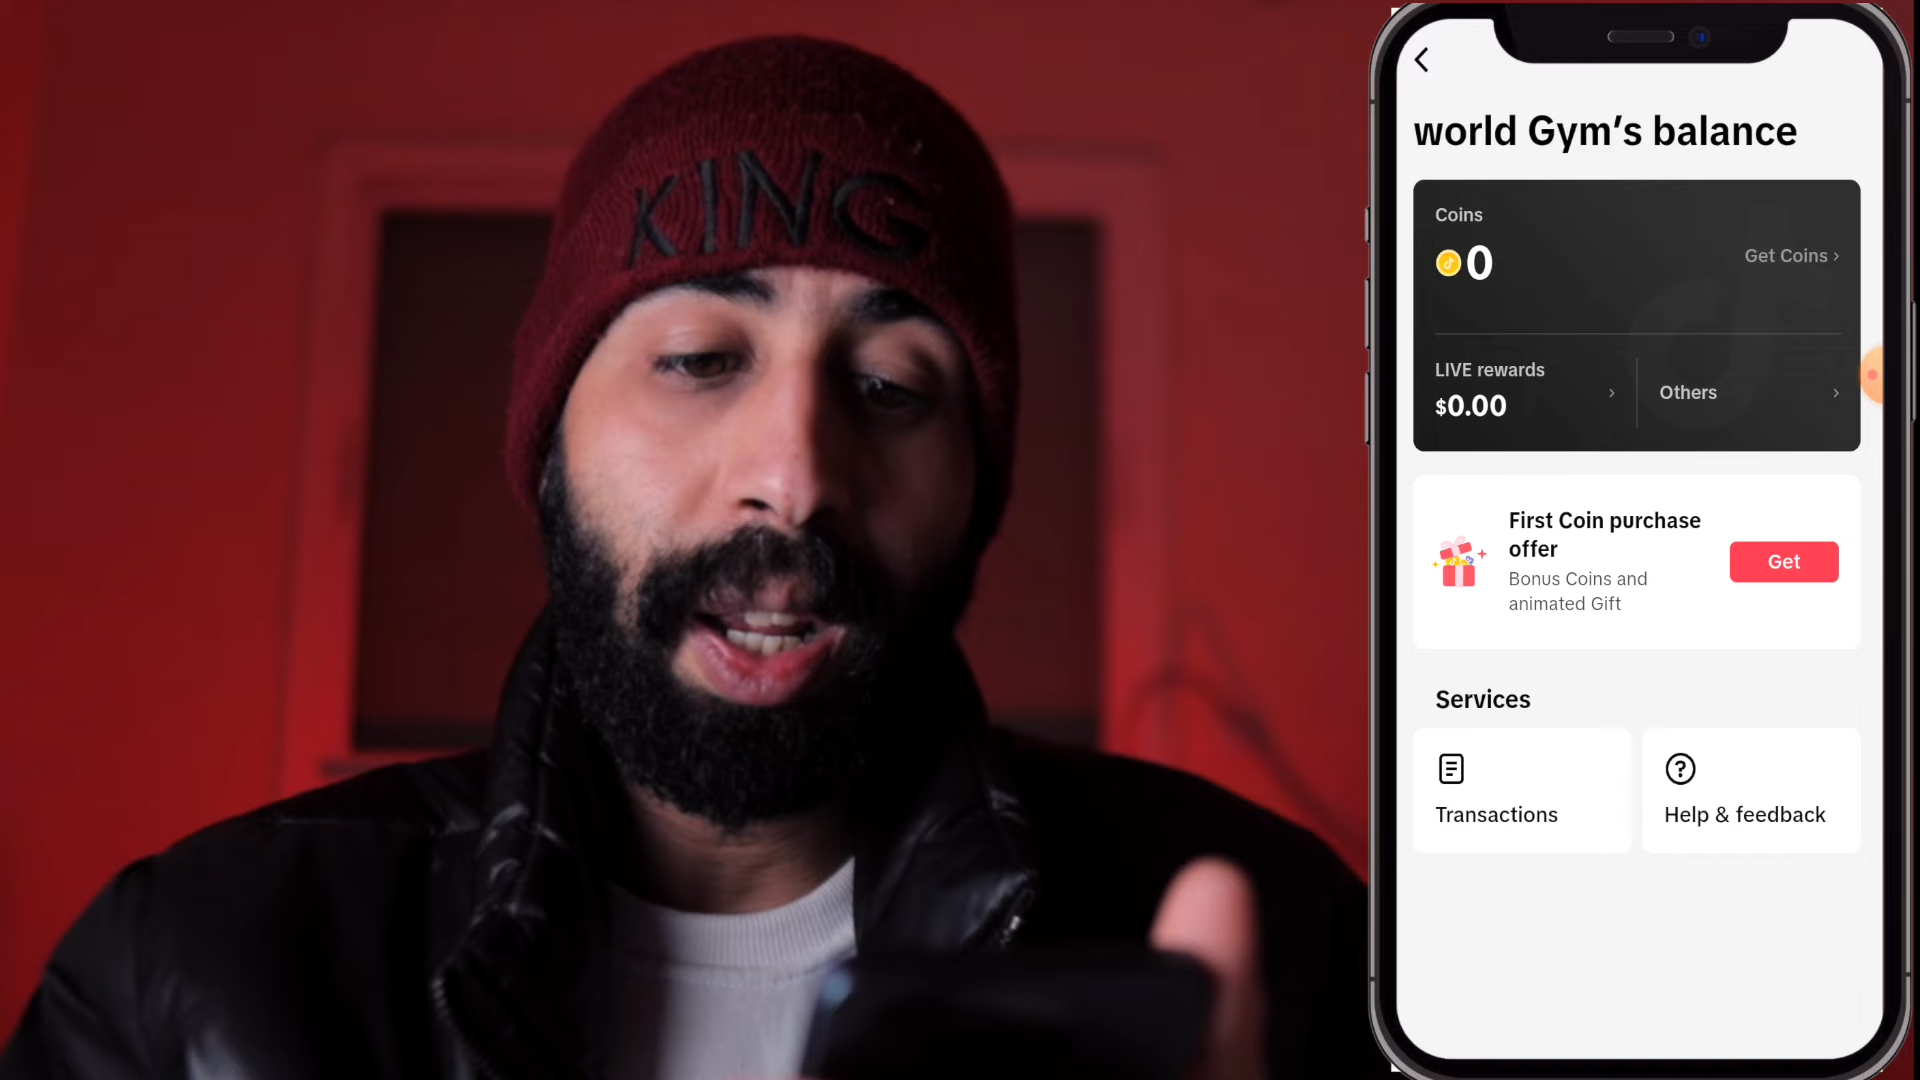 KING
world Gym’s balance
Coins
0
Get Coins ›
LIVE rewards
$0.00
›
Others
›
First Coin purchase
offer
Bonus Coins and
animated Gift
Get
Services
Transactions
Help & feedback